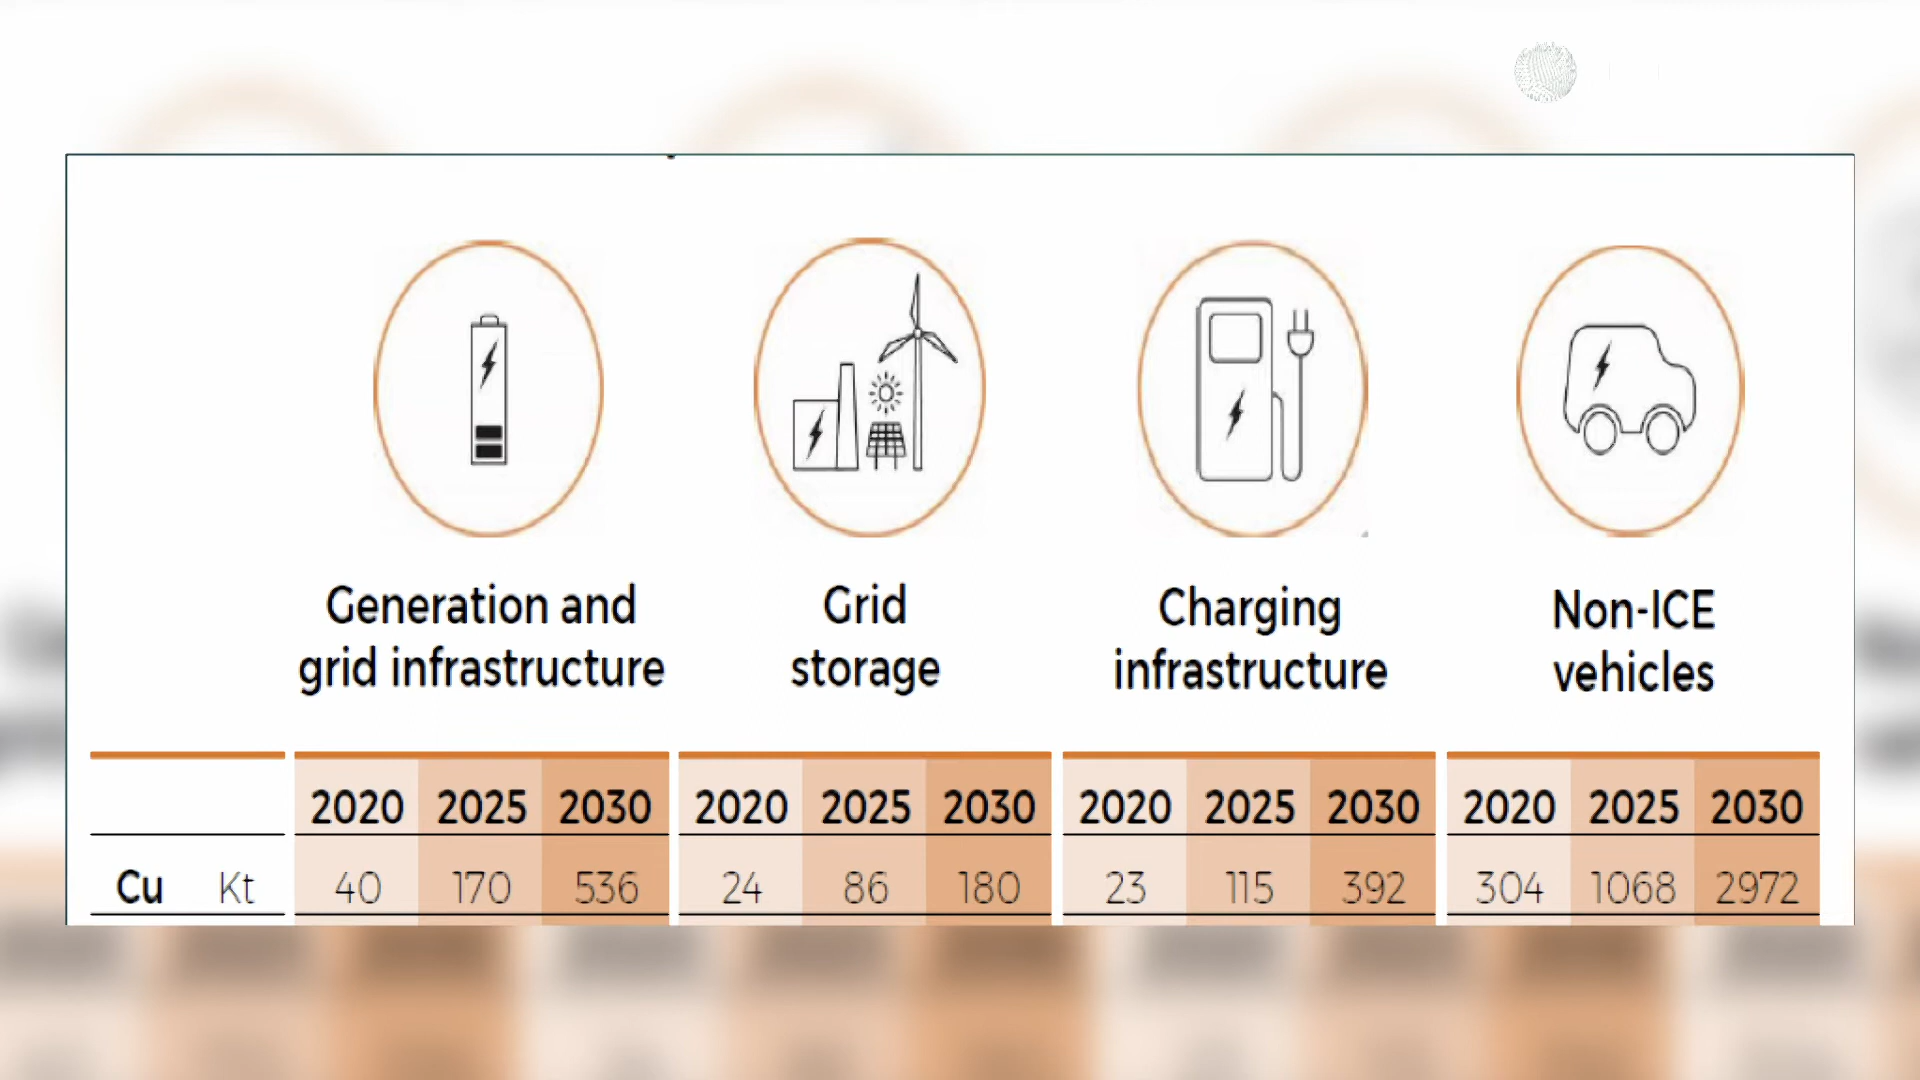 Generation and
grid infrastructure
Grid
storage
Charging
infrastructure
Non-ICE
vehicles
2020 2025 2030 2020 2025 2030 2020 2025 2030 2020 2025 2030
Cu Kt 40 170 536 24 86 180 23 115 392 304 1068 2972